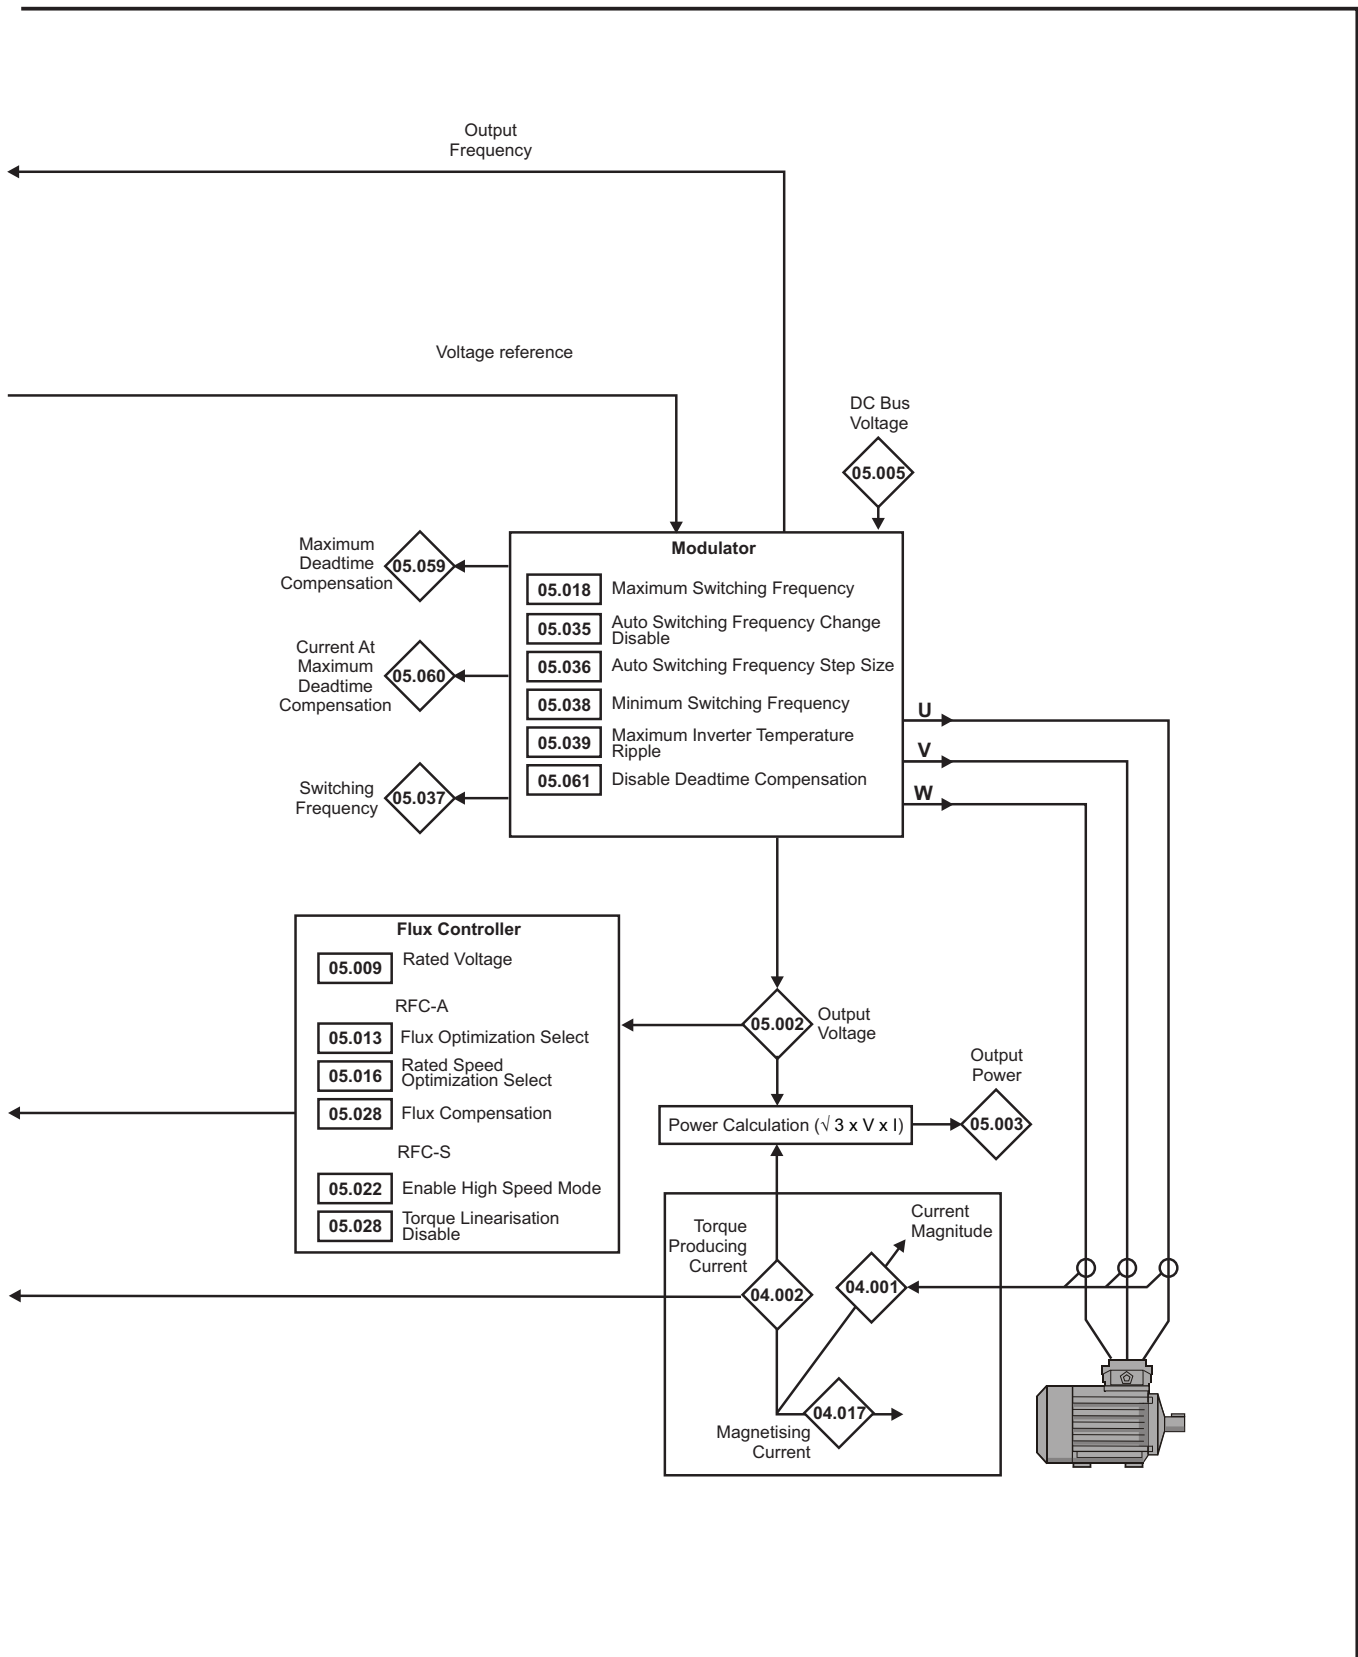 Output
Frequency
Voltage reference
DC Bus
Voltage
05.005
Maximum
Deadtime
Compensation
05.059
Current At
Maximum
Deadtime
Compensation
05.060
Switching
Frequency
05.037
Modulator
05.018 Maximum Switching Frequency
05.035 Auto Switching Frequency Change
Disable
05.036 Auto Switching Frequency Step Size
05.038 Minimum Switching Frequency
05.039 Maximum Inverter Temperature
Ripple
05.061 Disable Deadtime Compensation
U
V
W
Flux Controller
05.009 Rated Voltage
RFC-A
05.013 Flux Optimization Select
05.016 Rated Speed
Optimization Select
05.028 Flux Compensation
RFC-S
05.022 Enable High Speed Mode
05.028 Torque Linearisation
Disable
05.002
Output
Voltage
Output
Power
05.003
Power Calculation (√ 3 x V x I)
Torque
Producing
Current
04.002
Current
Magnitude
04.001
04.017
Magnetising
Current